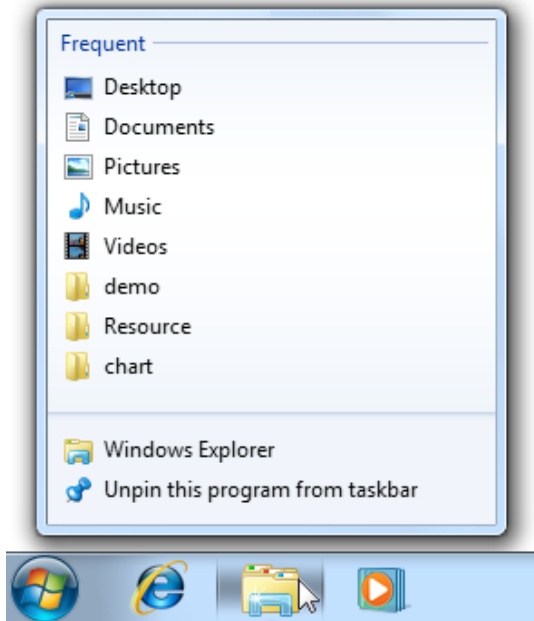 Frequent
Desktop
Documents
Pictures
Music
Videos
demo
Resource
chart
Windows Explorer
Unpin this program from taskbar